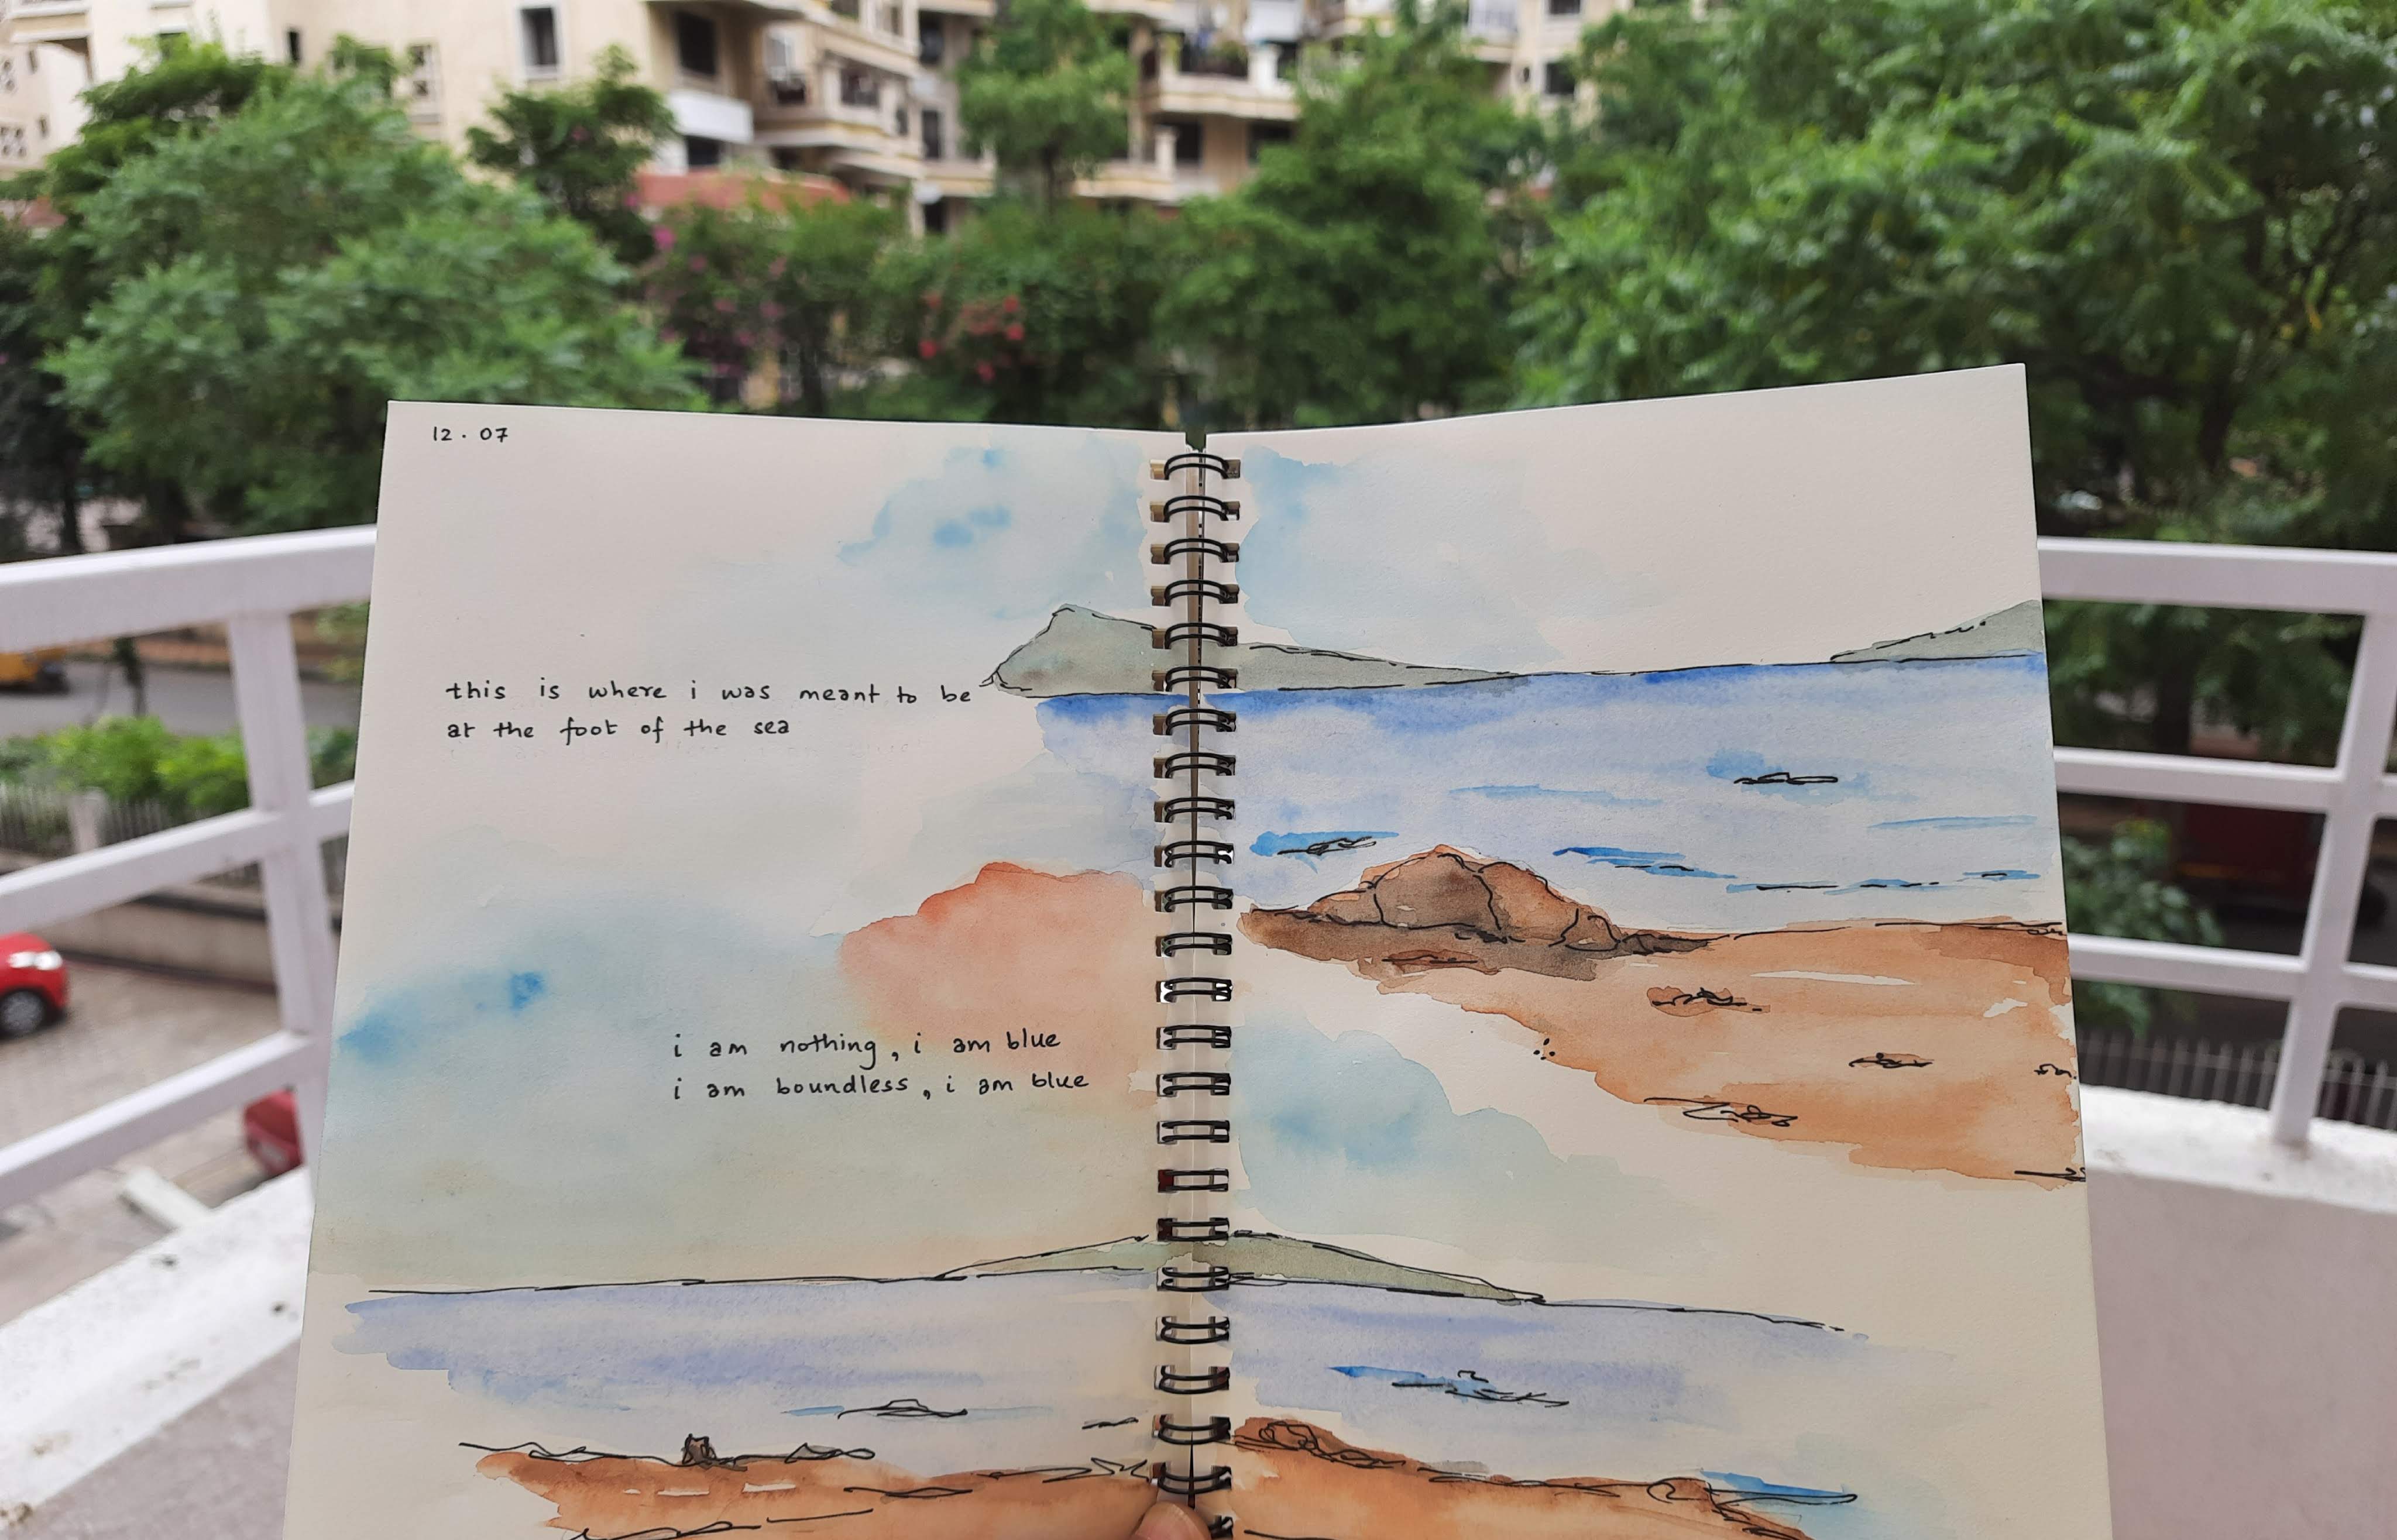 12.07
this is where i was meant to be
at the foot of the sea
i am nothing, i am blue
i am boundless, i am blue